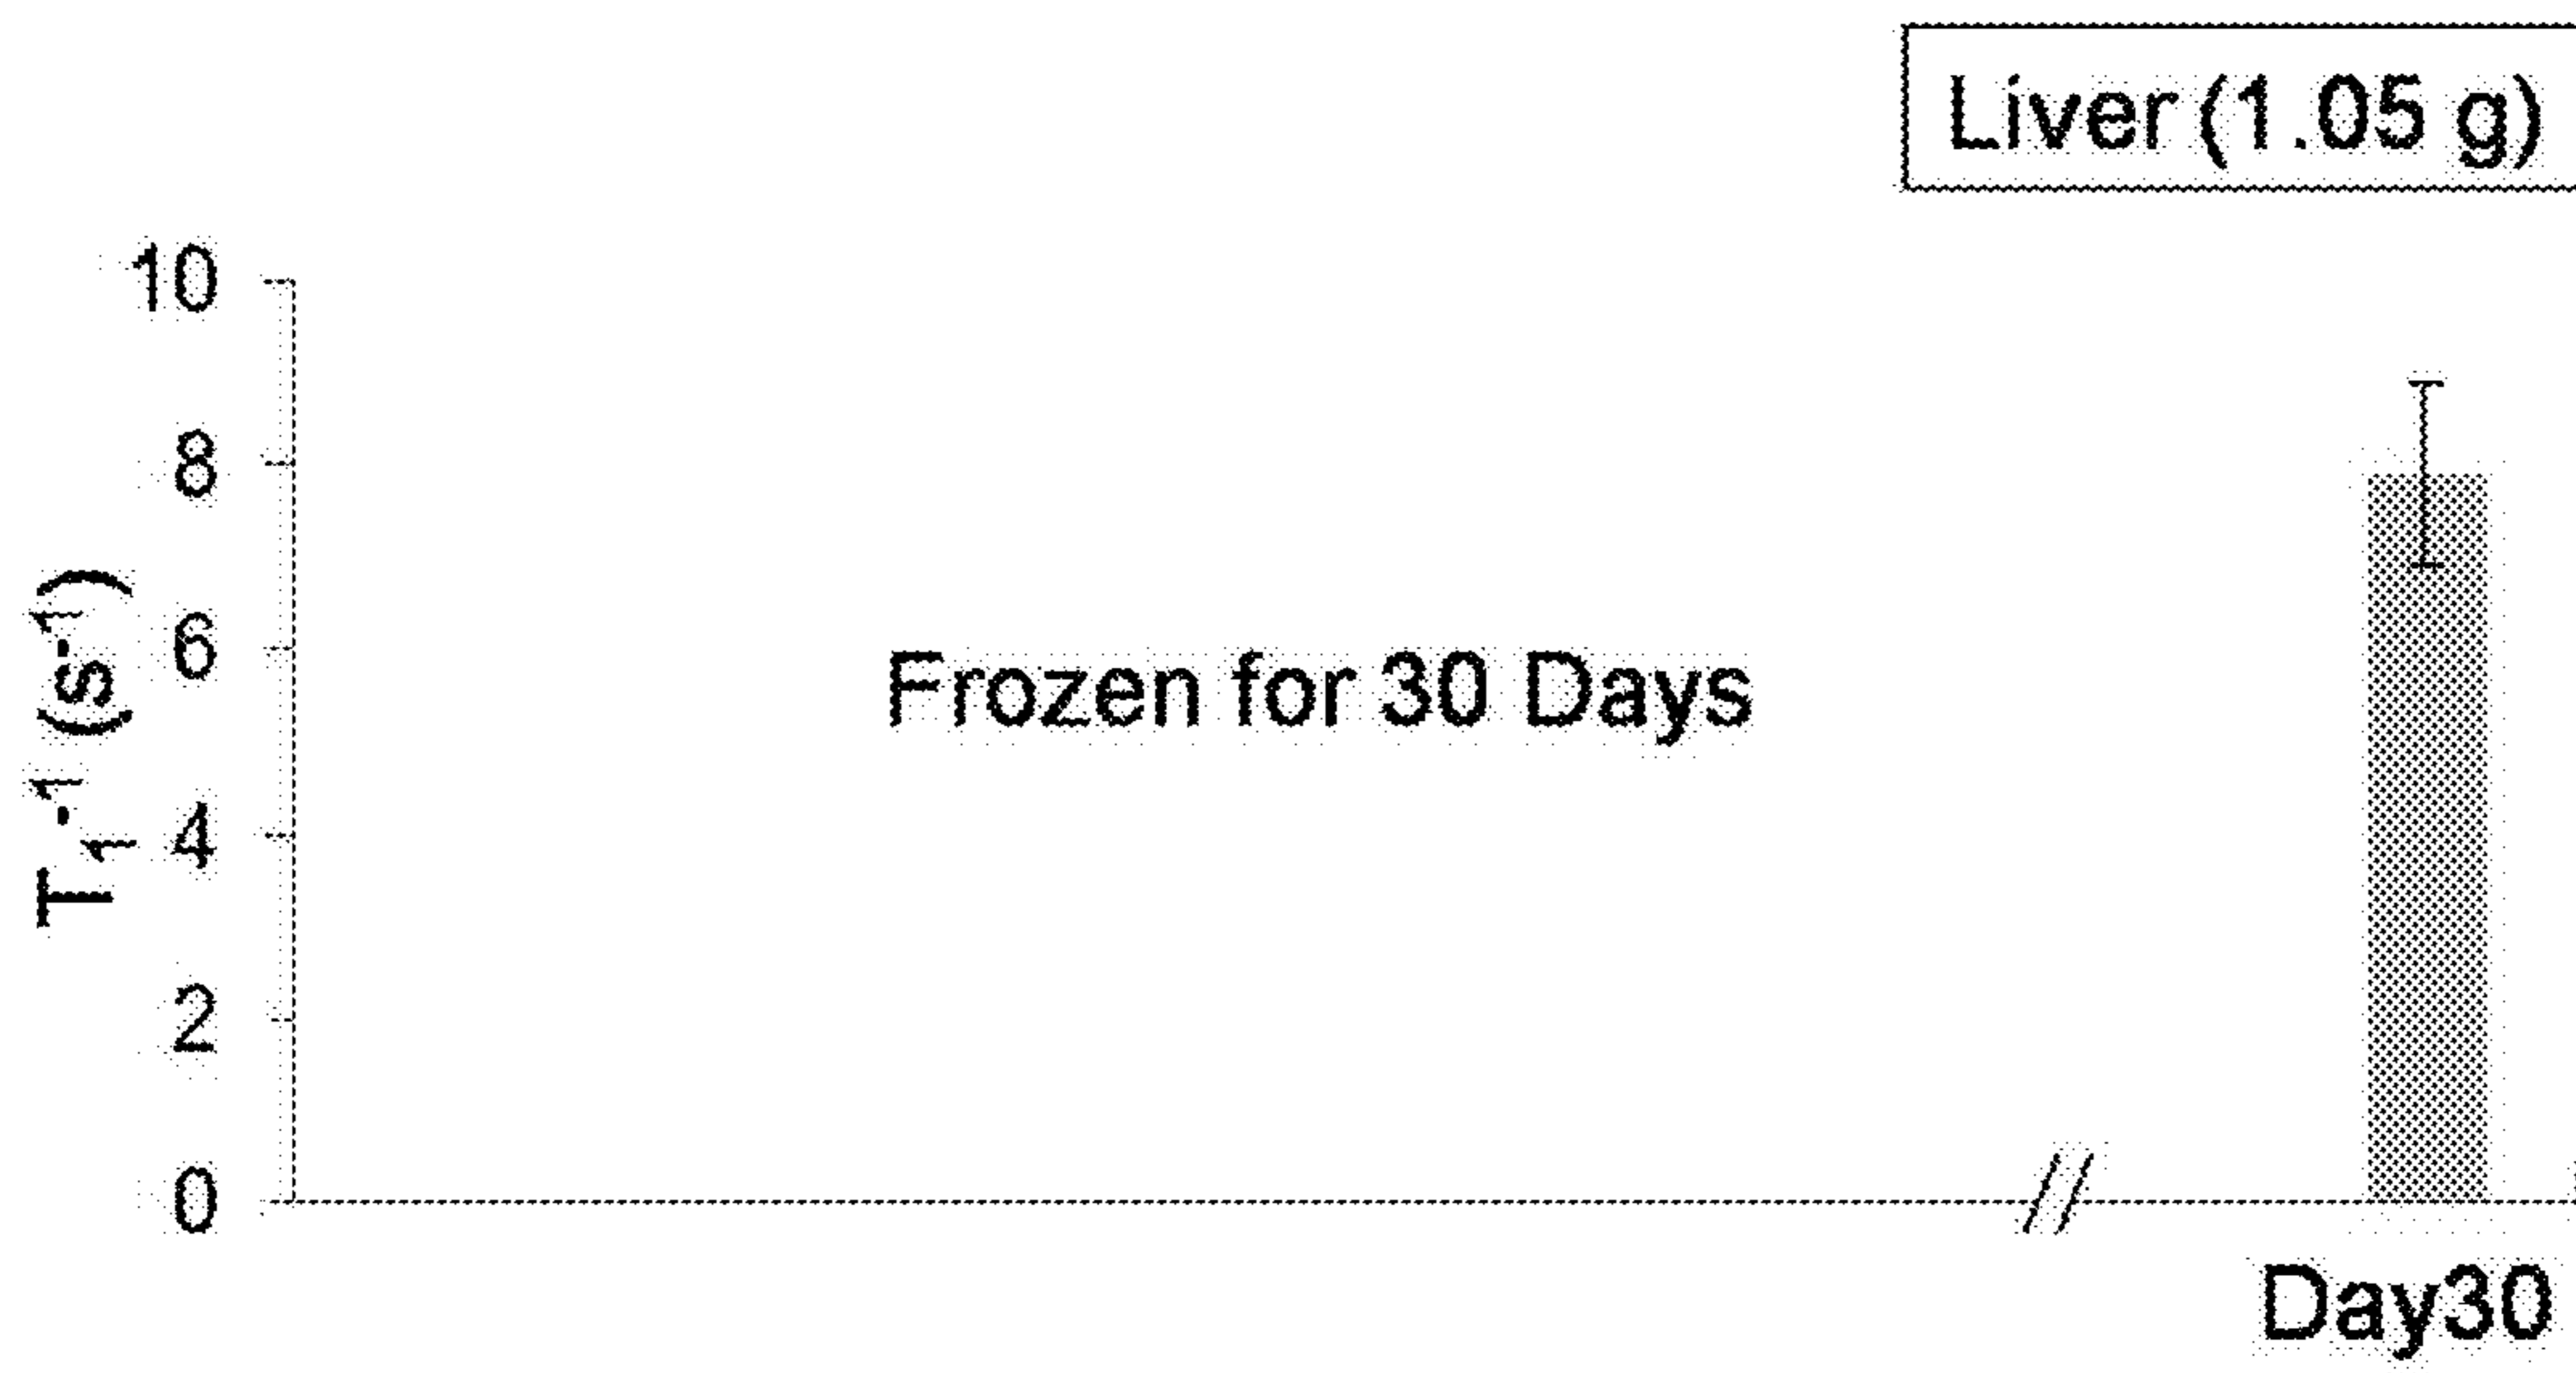 Liver (1.05 g)
10
8
6
4
2
0
T₁⁻¹ (s⁻¹)
Frozen for 30 Days
//
Day30